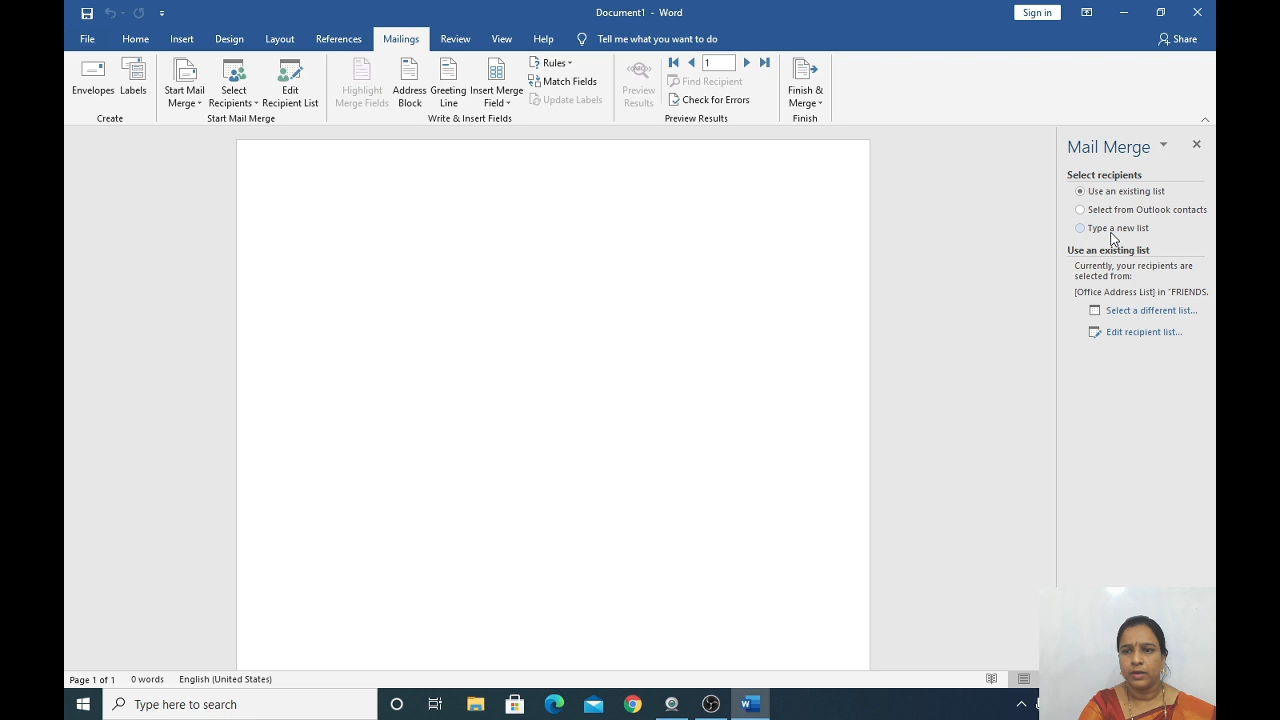 Document1 - Word
Sign in
File Home Insert Design Layout References Mailings Review View Help Tell me what you want to do
Share
Envelopes Labels
Create
Start Mail Merge
Select Recipients
Edit Recipient List
Start Mail Merge
Highlight Merge Fields
Address Block
Greeting Line
Insert Merge Field
Rules
Match Fields
Update Labels
Write & Insert Fields
ABC
Preview Results
1
Find Recipient
Check for Errors
Preview Results
Finish & Merge
Finish
Mail Merge
Select recipients
Use an existing list
Select from Outlook contacts
Type a new list
Use an existing list
Currently, your recipients are
selected from:
[Office Address List] in "FRIENDS.
Select a different list...
Edit recipient list...
Page 1 of 1 0 words English (United States)
Type here to search